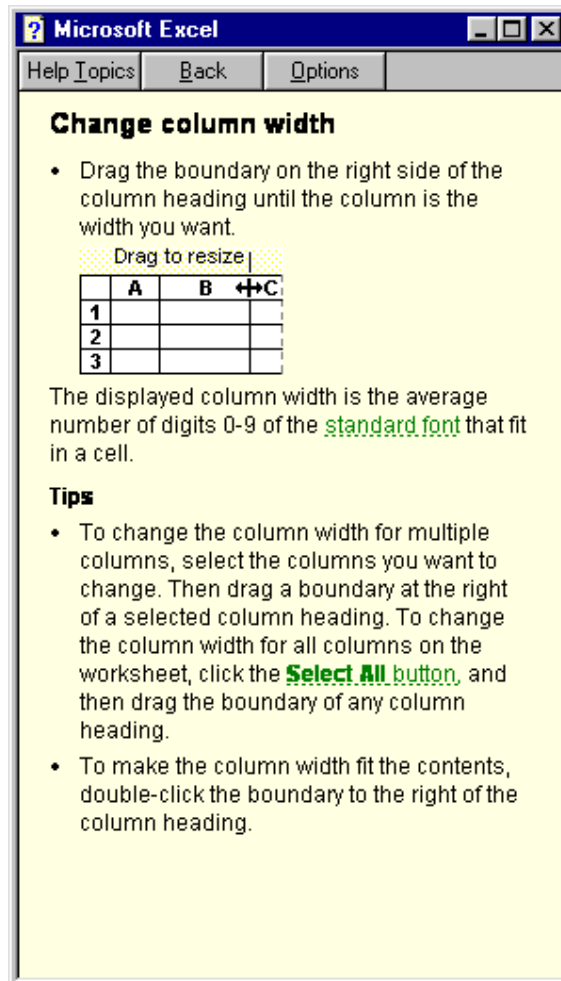 Microsoft Excel
Help Topics Back Options
Change column width
• Drag the boundary on the right side of the
column heading until the column is the
width you want.
Drag to resize
A B C
1
2
3
The displayed column width is the average
number of digits 0-9 of the standard font that fit
in a cell.
Tips
• To change the column width for multiple
columns, select the columns you want to
change. Then drag a boundary at the right
of a selected column heading. To change
the column width for all columns on the
worksheet, click the Select All button, and
then drag the boundary of any column
heading.
• To make the column width fit the contents,
double-click the boundary to the right of the
column heading.